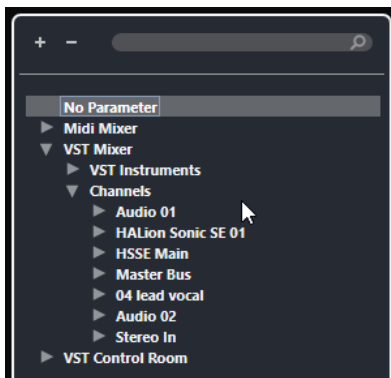 No Parameter
Midi Mixer
VST Mixer
VST Instruments
Channels
Audio 01
HALion Sonic SE 01
HSSE Main
Master Bus
04 lead vocal
Audio 02
Stereo In
VST Control Room